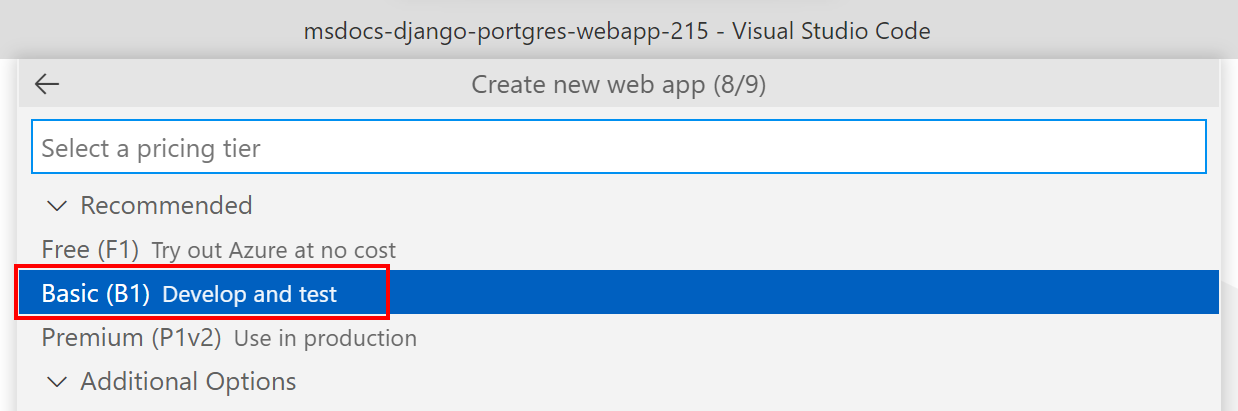 msdocs-django-portgres-webapp-215 - Visual Studio Code
Create new web app (8/9)
Select a pricing tier
Recommended
Free (F1) Try out Azure at no cost
Basic (B1) Develop and test
Premium (P1v2) Use in production
Additional Options